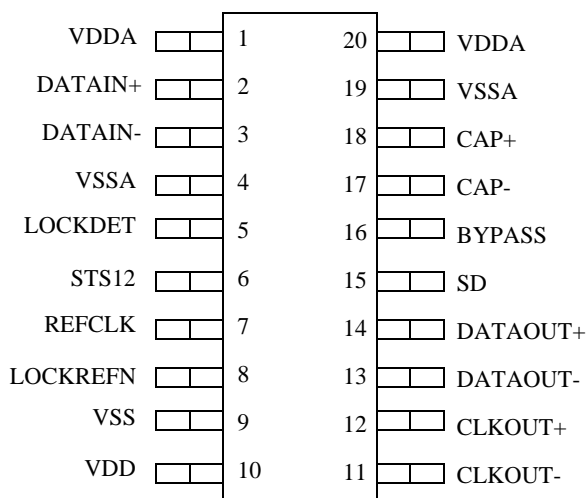 VDDA 1 20 VDDA
DATAIN+ 2 19 VSSA
DATAIN- 3 18 CAP+
VSSA 4 17 CAP-
LOCKDET 5 16 BYPASS
STS12 6 15 SD
REFCLK 7 14 DATAOUT+
LOCKREFN 8 13 DATAOUT-
VSS 9 12 CLKOUT+
VDD 10 11 CLKOUT-